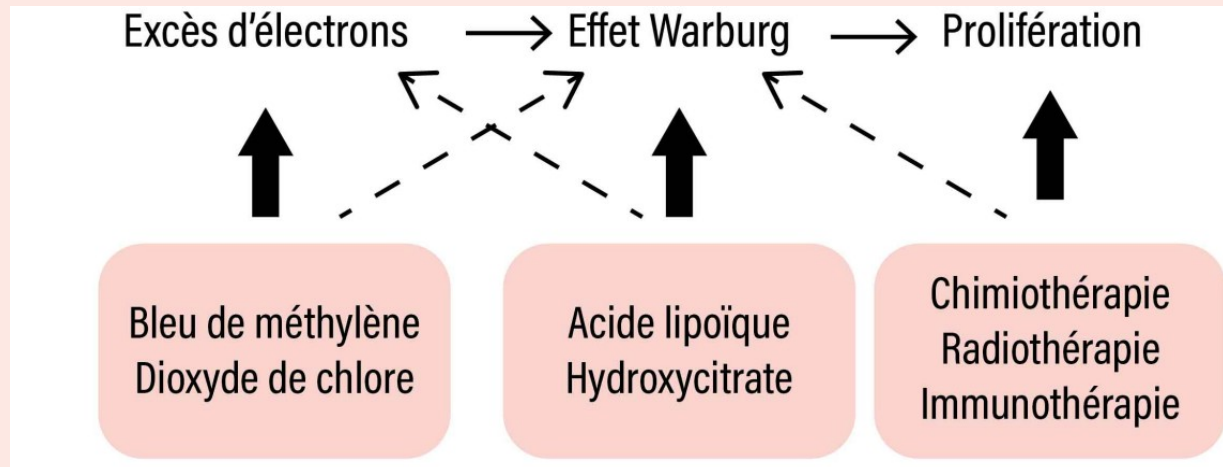 Excès d'électrons
Effet Warburg
Prolifération
Bleu de méthylène
Dioxyde de chlore
Acide lipoïque
Hydroxycitrate
Chimiothérapie
Radiothérapie
Immunothérapie